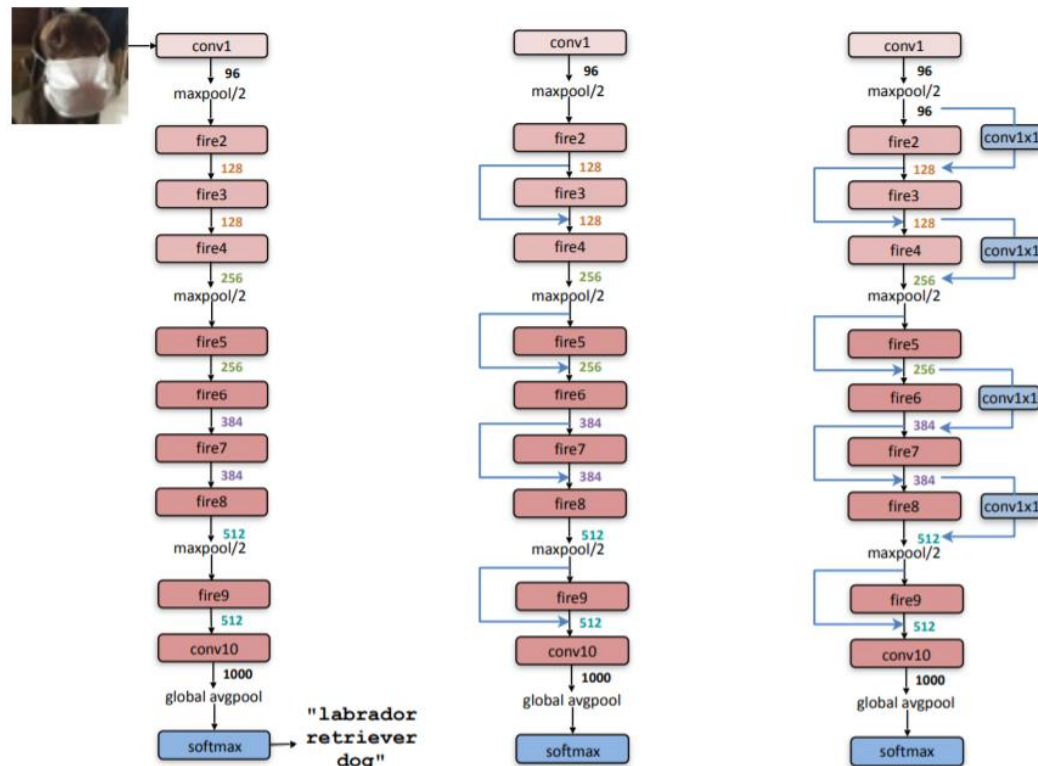 conv1
96
maxpool/2
fire2
128
fire3
128
fire4
256
maxpool/2
fire5
256
fire6
384
fire7
384
fire8
512
maxpool/2
fire9
512
conv10
1000
global avgpool
softmax
"labrador
retriever
dog"
conv1
96
maxpool/2
fire2
128
fire3
128
fire4
256
maxpool/2
fire5
256
fire6
384
fire7
384
fire8
512
maxpool/2
fire9
512
conv10
1000
global avgpool
softmax
conv1
96
maxpool/2
96
conv1x1
fire2
128
fire3
128
fire4
conv1x1
256
maxpool/2
fire5
256
fire6
conv1x1
384
fire7
384
fire8
conv1x1
512
maxpool/2
fire9
512
conv10
1000
global avgpool
softmax